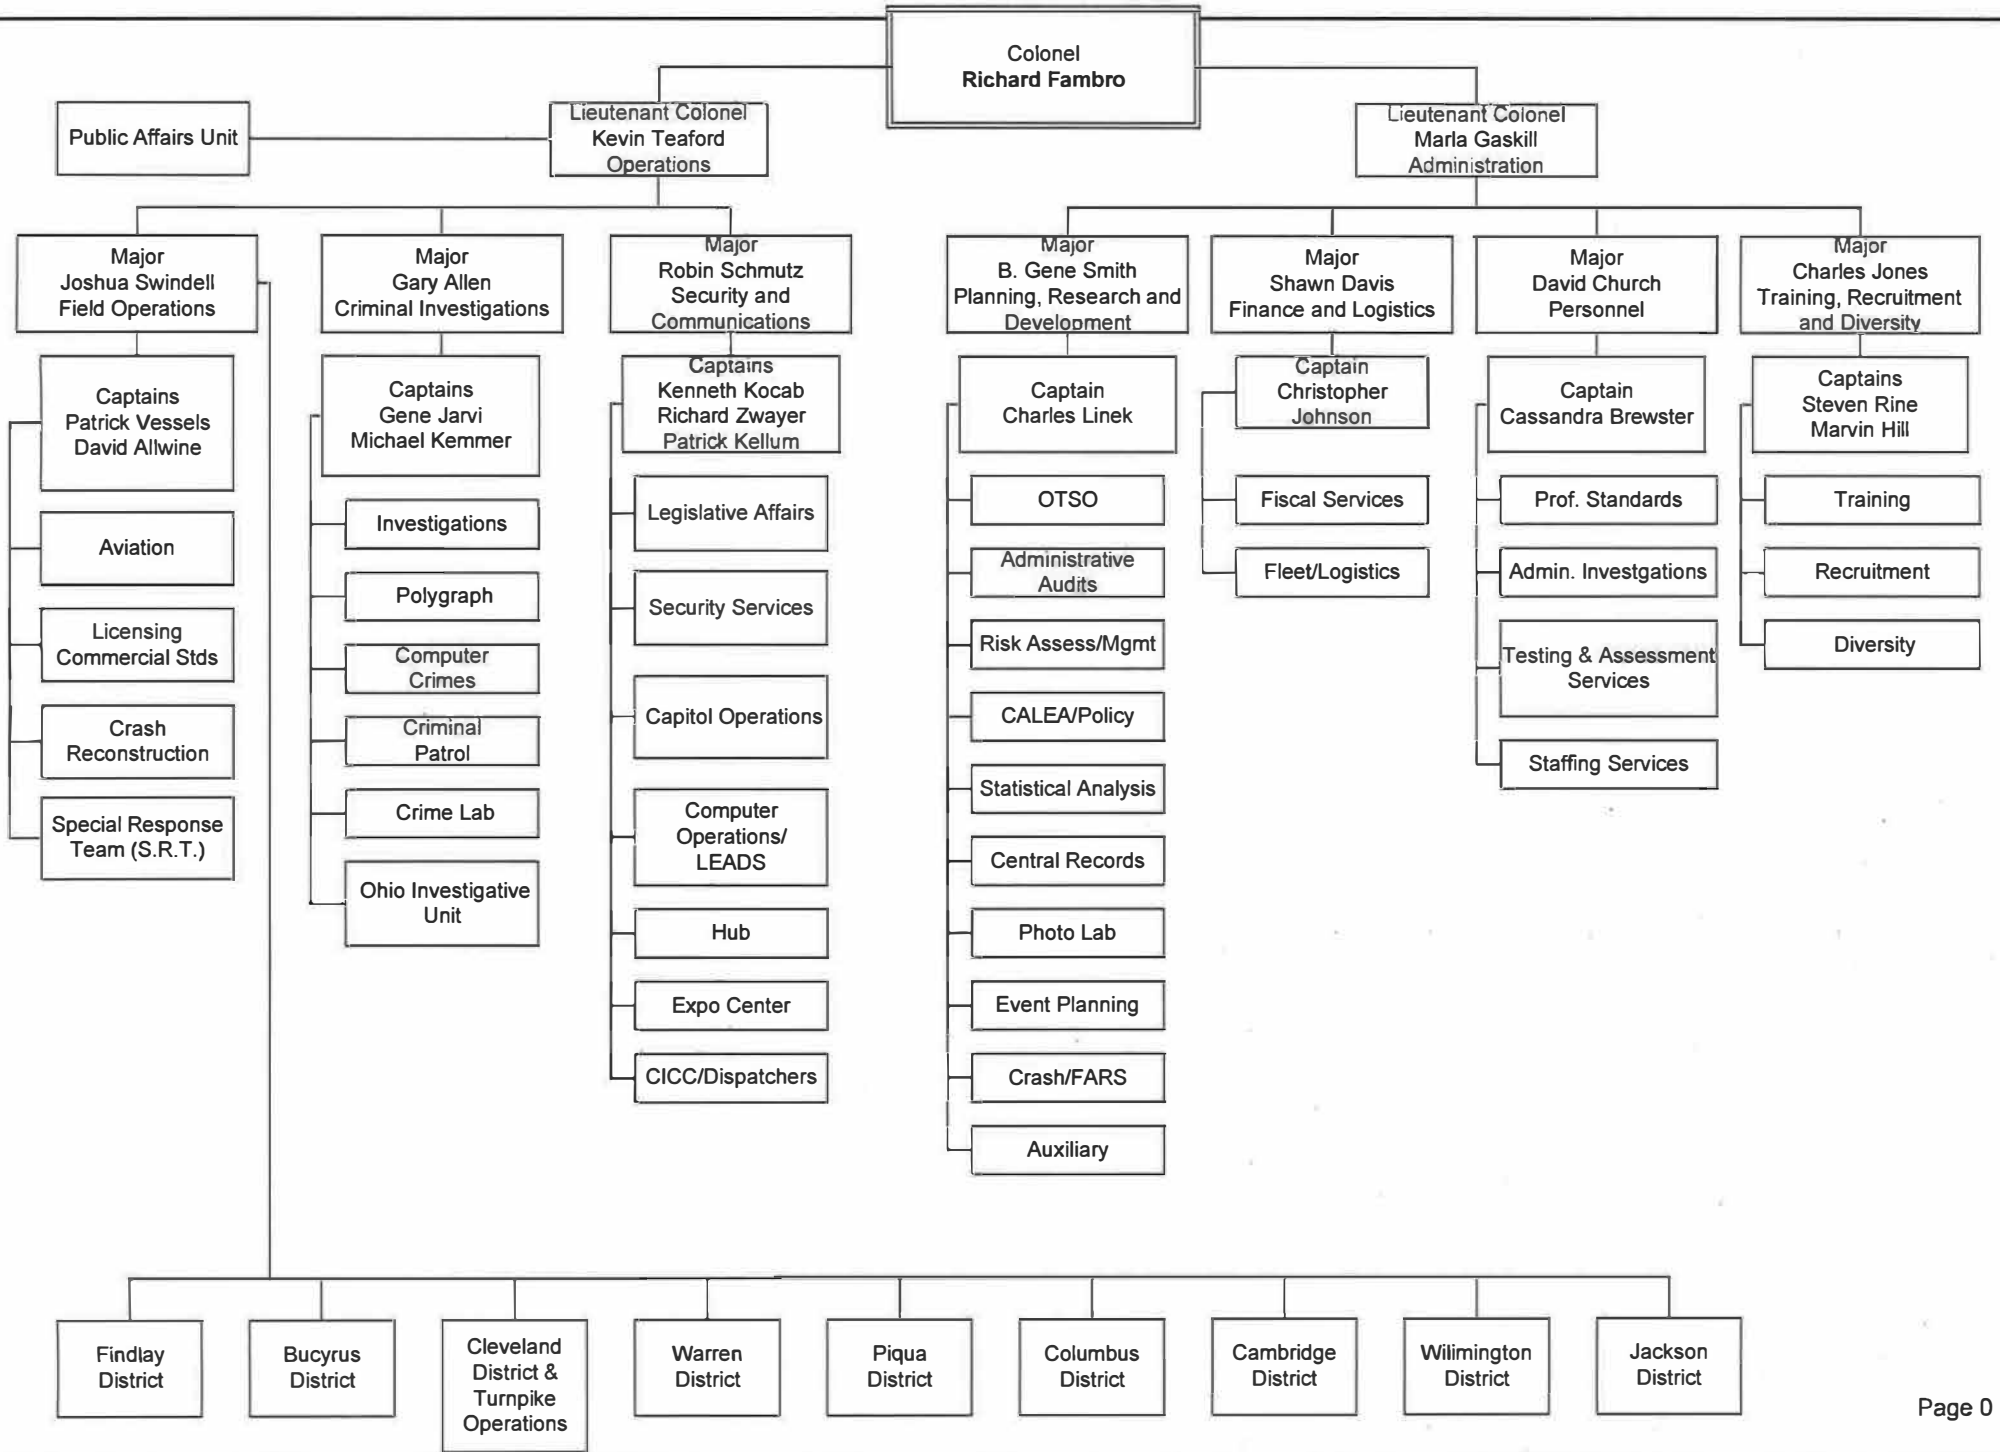 Colonel
Richard Fambro
Public Affairs Unit
Lieutenant Colonel
Kevin Teaford
Operations
Lieutenant Colonel
Marla Gaskill
Administration
Major
Joshua Swindell
Field Operations
Major
Gary Allen
Criminal Investigations
Major
Robin Schmutz
Security and
Communications
Major
B. Gene Smith
Planning, Research and
Development
Major
Shawn Davis
Finance and Logistics
Major
David Church
Personnel
Major
Charles Jones
Training, Recruitment
and Diversity
Captains
Patrick Vessels
David Allwine
Aviation
Licensing
Commercial Stds
Crash
Reconstruction
Special Response
Team (S.R.T.)
Captains
Gene Jarvi
Michael Kemmer
Investigations
Polygraph
Computer
Crimes
Criminal
Patrol
Crime Lab
Ohio Investigative
Unit
Captains
Kenneth Kocab
Richard Zwayer
Patrick Kellum
Legislative Affairs
Security Services
Capitol Operations
Computer
Operations/
LEADS
Hub
Expo Center
CICC/Dispatchers
Captain
Charles Linek
OTSO
Administrative
Audits
Risk Assess/Mgmt
CALEA/Policy
Statistical Analysis
Central Records
Photo Lab
Event Planning
Crash/FARS
Auxiliary
Captain
Christopher
Johnson
Fiscal Services
Fleet/Logistics
Captain
Cassandra Brewster
Prof. Standards
Admin. Investgations
Testing & Assessment
Services
Staffing Services
Captains
Steven Rine
Marvin Hill
Training
Recruitment
Diversity
Findlay
District
Bucyrus
District
Cleveland
District &
Turnpike
Operations
Warren
District
Piqua
District
Columbus
District
Cambridge
District
Wilimington
District
Jackson
District
Page 0